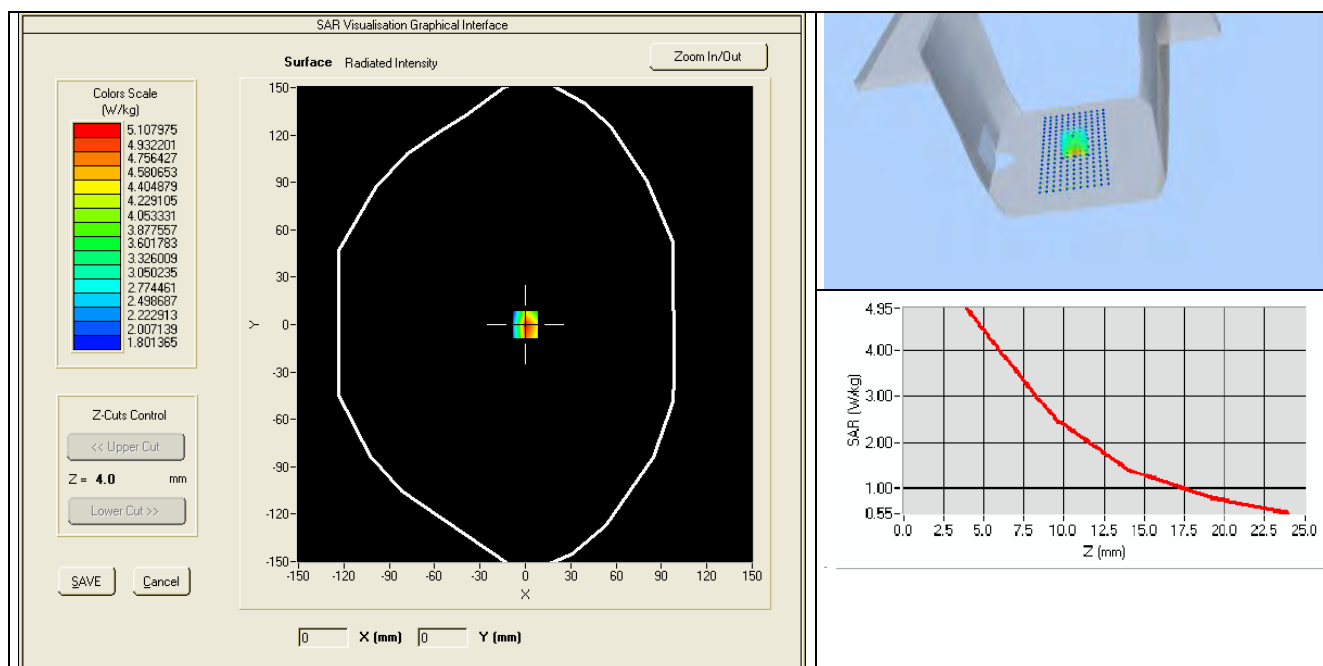 SAR Visualisation Graphical Interface
Surface Radiated Intensity
Zoom In/Out
Colors Scale
(W/kg)
5.107975
4.932201
4.756427
4.580653
4.404879
4.229105
4.053331
3.877557
3.601783
3.326009
3.050235
2.774461
2.498687
2.222913
2.007139
1.801365
Z-Cuts Control
<< Upper Cut
Z = 4.0 mm
Lower Cut >>
SAVE Cancel
150
120
90
60
30
0
-30
-60
-90
-120
-150
Y
-150 -120 -90 -60 -30 0 30 60 90 120 150
X
0 X (mm) 0 Y (mm)
4.95
4.00
3.00
2.00
1.00
0.55
SAR (W/kg)
0.0 2.5 5.0 7.5 10.0 12.5 15.0 17.5 20.0 22.5 25.0
Z (mm)